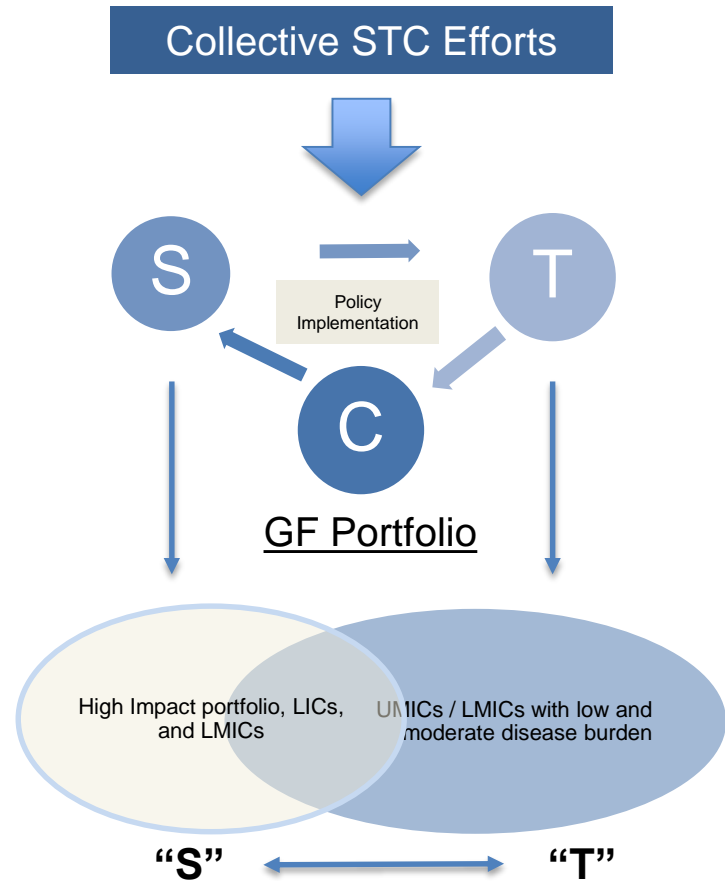 Collective STC Efforts
S
T
Policy
Implementation
C
GF Portfolio
High Impact portfolio, LICs,
and LMICs
UMICs / LMICs with low and
moderate disease burden
“S”
“T”